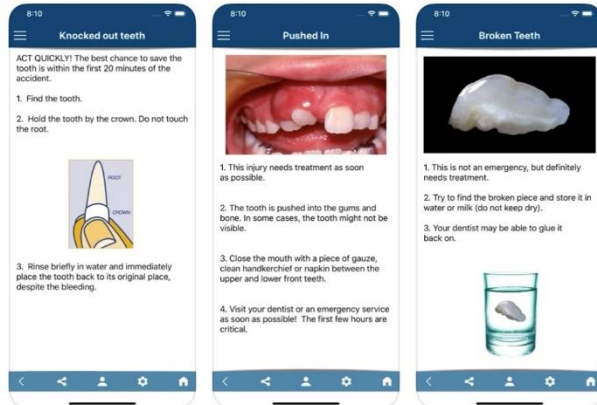 8:10
Knocked out teeth
ACT QUICKLY! The best chance to save the
tooth is within the first 20 minutes of the
accident.
1. Find the tooth.
2. Hold the tooth by the crown. Do not touch
the root.
ROOT
CROWN
3. Rinse briefly in water and immediately
place the tooth back to its original place,
despite the bleeding.
8:10
Pushed In
1. This injury needs treatment as soon
as possible.
2. The tooth is pushed into the gums and
bone. In some cases, the tooth might not be
visible.
3. Close the mouth with a piece of gauze,
clean handkerchief or napkin between the
upper and lower front teeth.
4. Visit your dentist or an emergency service
as soon as possible! The first few hours are
critical.
8:10
Broken Teeth
1. This is not an emergency, but definitely
needs treatment.
2. Try to find the broken piece and store it in
water or milk (do not keep dry).
3. Your dentist may be able to glue it
back on.